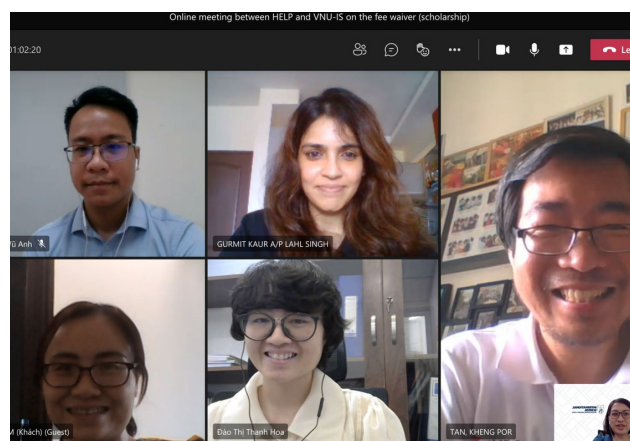 Online meeting between HELP and VNU-IS on the fee waiver (scholarship)
01:02:20
Le
Vũ Anh
GURMIT KAUR A/P LAHL SINGH
M (Khách) (Guest)
Đào Thị Thanh Hoa
TAN, KHENG POR